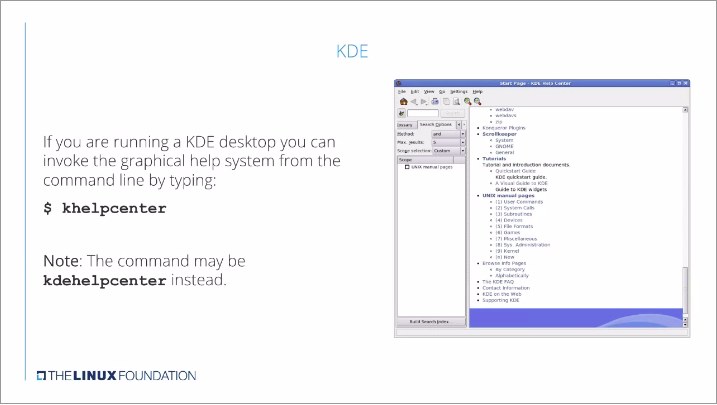 KDE
If you are running a KDE desktop you can
invoke the graphical help system from the
command line by typing:
$ khelpcenter
Note: The command may be
kdehelpcenter instead.
Start Page - KDE Help Center
File Edit View Go Settings Help
Search Options
Method: and
Max. Results: 5
Scope selection: Custom
Scope
UNIX manual pages
Build Search Index...
webdav
webdavs
zip
Konqueror Plugins
Scrollkeeper
System
GNOME
General
Tutorials
Tutorial and introduction documents.
Quickstart Guide
KDE quickstart guide.
A Visual Guide to KDE
Guide to KDE widgets
UNIX manual pages
(1) User Commands
(2) System Calls
(3) Subroutines
(4) Devices
(5) File Formats
(6) Games
(7) Miscellaneous
(8) Sys. Administration
(9) Kernel
(n) New
Browse Info Pages
By Category
Alphabetically
The KDE FAQ
Contact Information
KDE on the Web
Supporting KDE
THE LINUX FOUNDATION